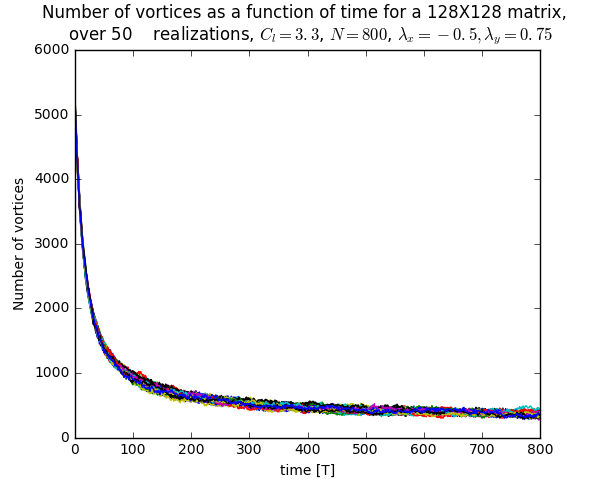 Number of vortices as a function of time for a 128X128 matrix,
over 50    realizations, C_l = 3.3, N = 800, λ_x = −0.5, λ_y = 0.75
6000
5000
4000
3000
2000
1000
0
Number of vortices
0 100 200 300 400 500 600 700 800
time [T]